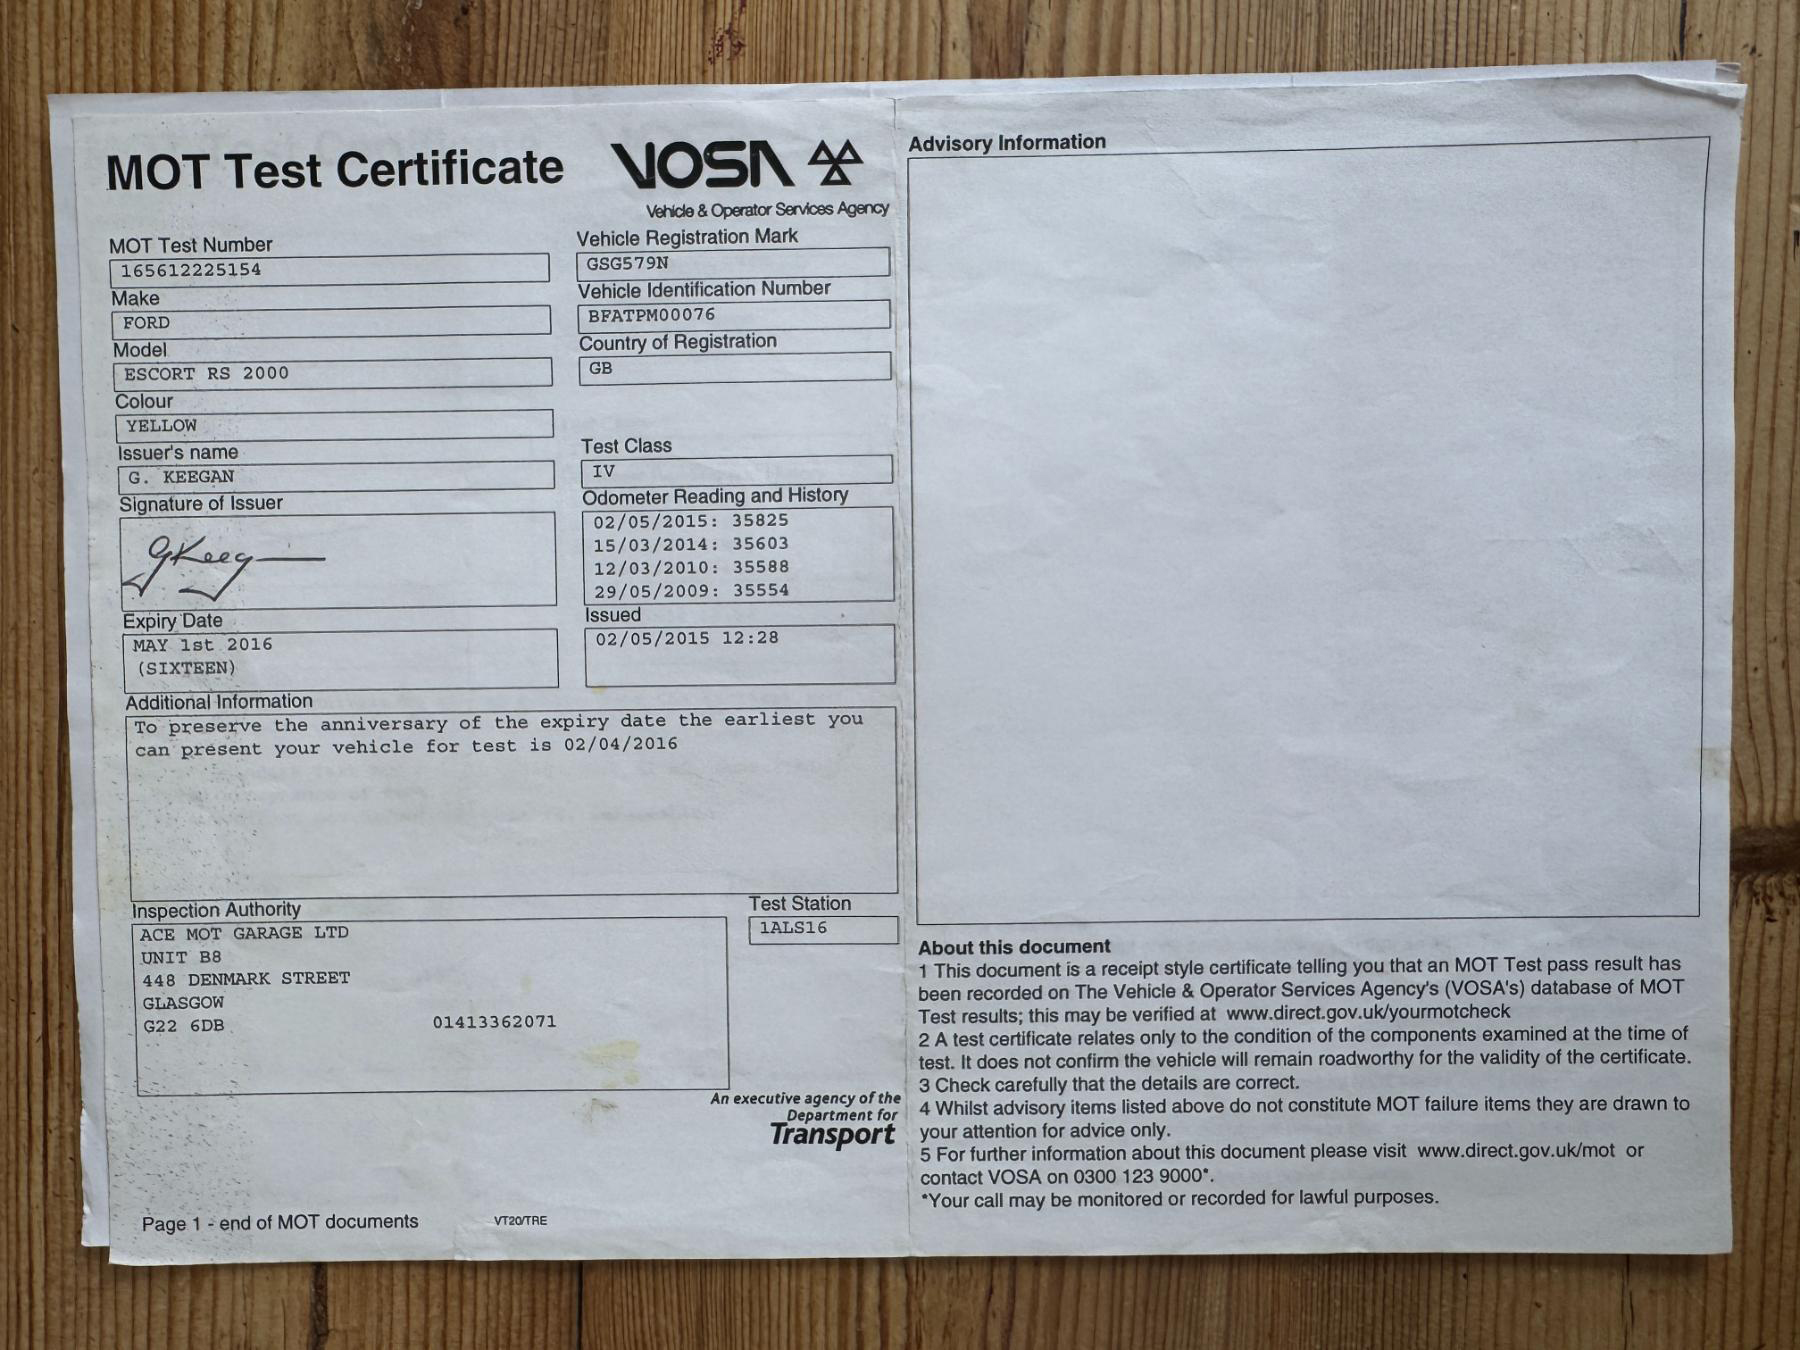 MOT Test Certificate
VOSA
Vehicle & Operator Services Agency
MOT Test Number
165612225154
Vehicle Registration Mark
GSG579N
Make
FORD
Vehicle Identification Number
BFATPM00076
Model
ESCORT RS 2000
Country of Registration
GB
Colour
YELLOW
Issuer's name
G. KEEGAN
Test Class
IV
Signature of Issuer
GKeeg
Odometer Reading and History
02/05/2015: 35825
15/03/2014: 35603
12/03/2010: 35588
29/05/2009: 35554
Expiry Date
MAY 1st 2016
(SIXTEEN)
Issued
02/05/2015 12:28
Additional Information
To preserve the anniversary of the expiry date the earliest you
can present your vehicle for test is 02/04/2016
Inspection Authority
ACE MOT GARAGE LTD
UNIT B8
448 DENMARK STREET
GLASGOW
G22 6DB 01413362071
Test Station
1ALS16
An executive agency of the
Department for
Transport
Page 1 - end of MOT documents VT20/TRE
Advisory Information
About this document
1 This document is a receipt style certificate telling you that an MOT Test pass result has
been recorded on The Vehicle & Operator Services Agency's (VOSA's) database of MOT
Test results; this may be verified at www.direct.gov.uk/yourmotcheck
2 A test certificate relates only to the condition of the components examined at the time of
test. It does not confirm the vehicle will remain roadworthy for the validity of the certificate.
3 Check carefully that the details are correct.
4 Whilst advisory items listed above do not constitute MOT failure items they are drawn to
your attention for advice only.
5 For further information about this document please visit www.direct.gov.uk/mot or
contact VOSA on 0300 123 9000*.
*Your call may be monitored or recorded for lawful purposes.